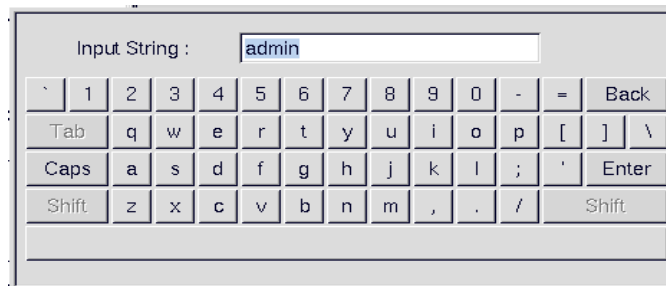 Input String : admin
` 1 2 3 4 5 6 7 8 9 0 - = Back
Tab q w e r t y u i o p [ ] \
Caps a s d f g h j k l ; ' Enter
Shift z x c v b n m , . / Shift